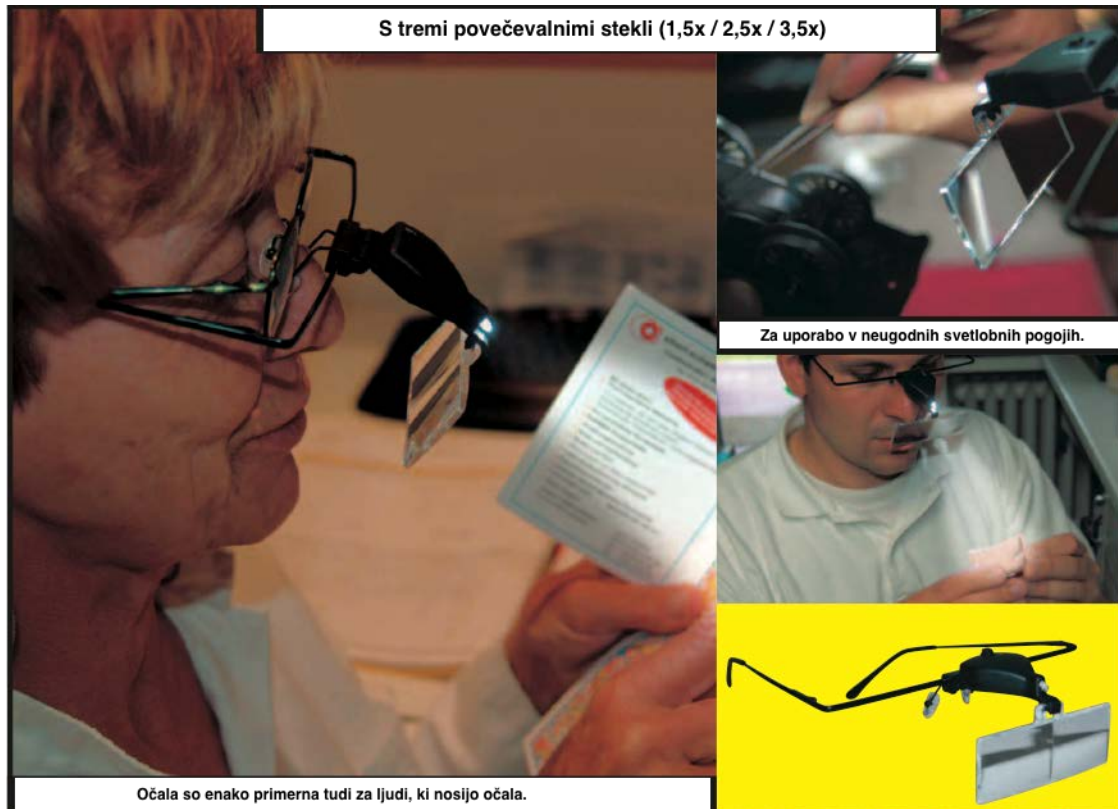 S tremi povečevalnimi stekli (1,5x / 2,5x / 3,5x)
Za uporabo v neugodnih svetlobnih pogojih.
Očala so enako primerna tudi za ljudi, ki nosijo očala.